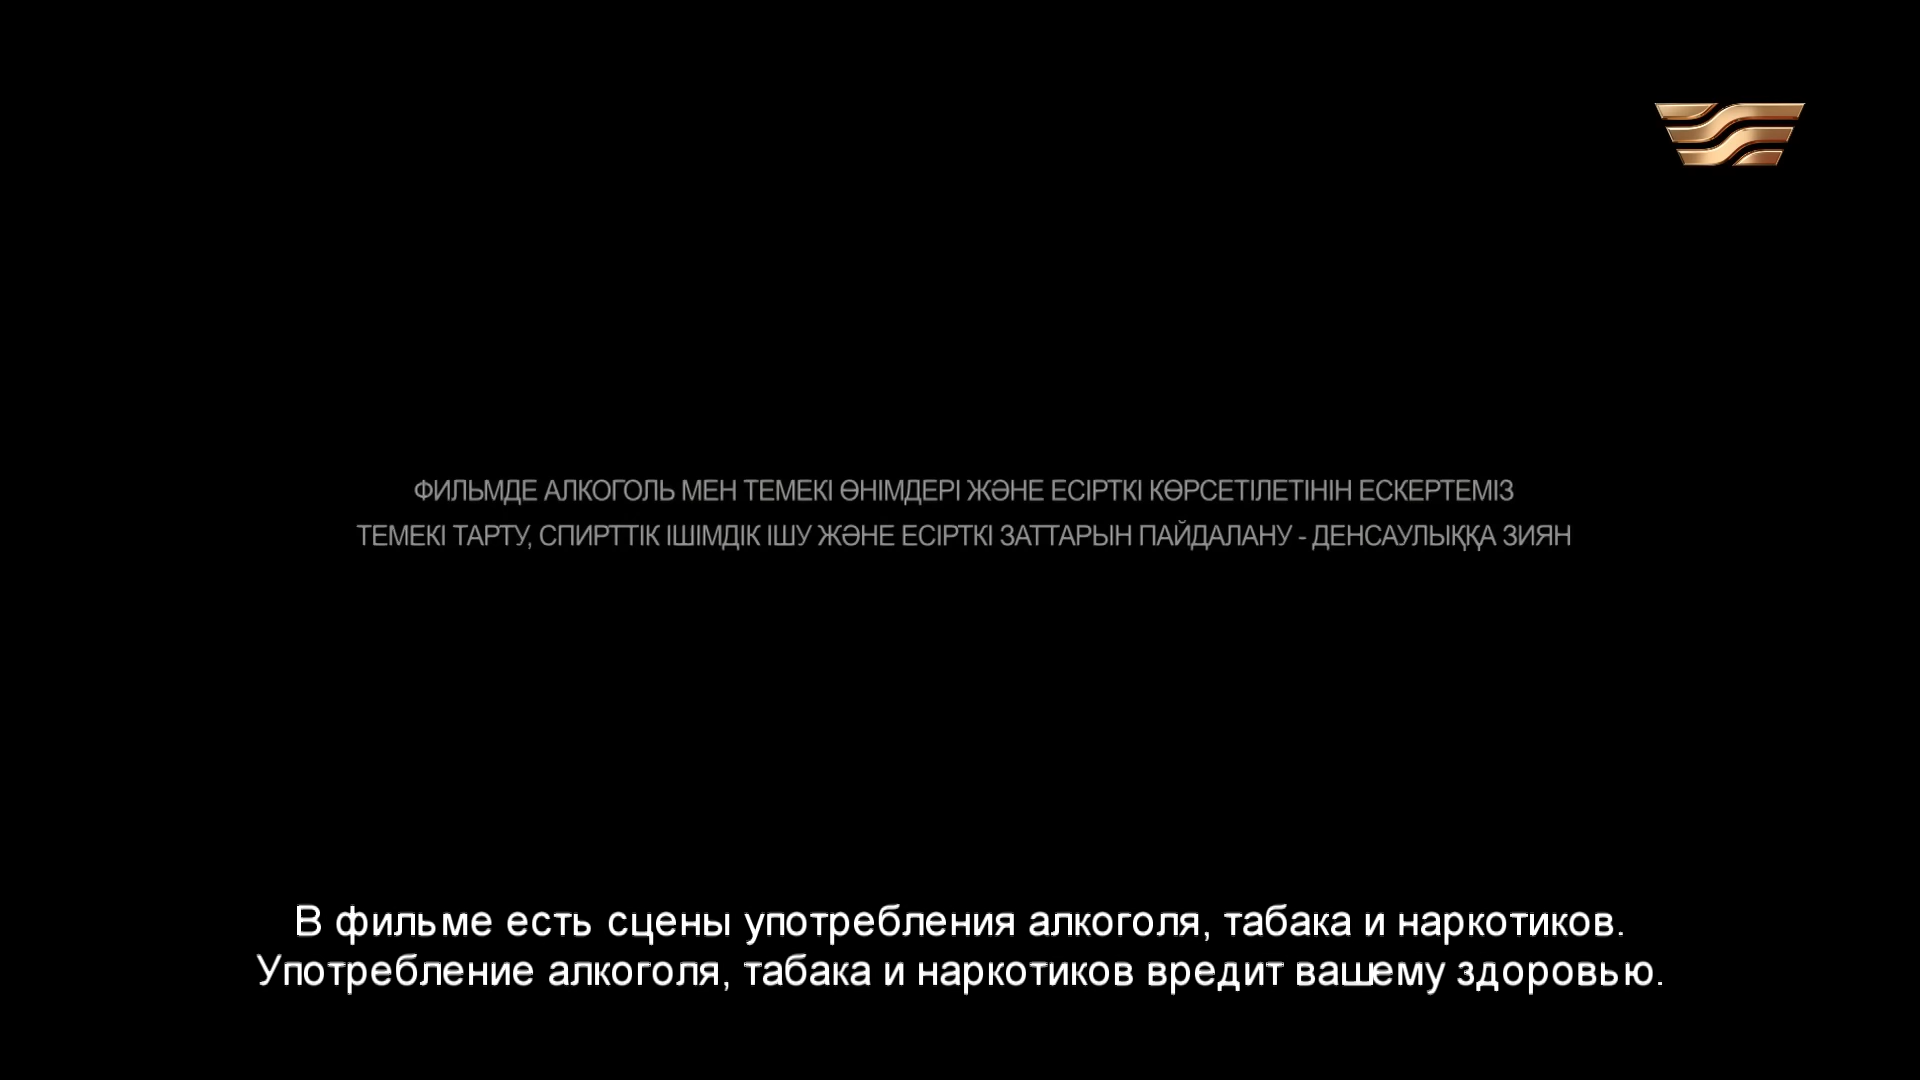 ФИЛЬМДЕ АЛКОГОЛЬ МЕН ТЕМЕКІ ӨНІМДЕРІ ЖӘНЕ ЕСІРТКІ КӨРСЕТІЛЕТІНІН ЕСКЕРТЕМІЗ
ТЕМЕКІ ТАРТУ, СПИРТТІК ІШІМДІК ІШУ ЖӘНЕ ЕСІРТКІ ЗАТТАРЫН ПАЙДАЛАНУ - ДЕНСАУЛЫҚҚА ЗИЯН
В фильме есть сцены употребления алкоголя, табака и наркотиков.
Употребление алкоголя, табака и наркотиков вредит вашему здоровью.